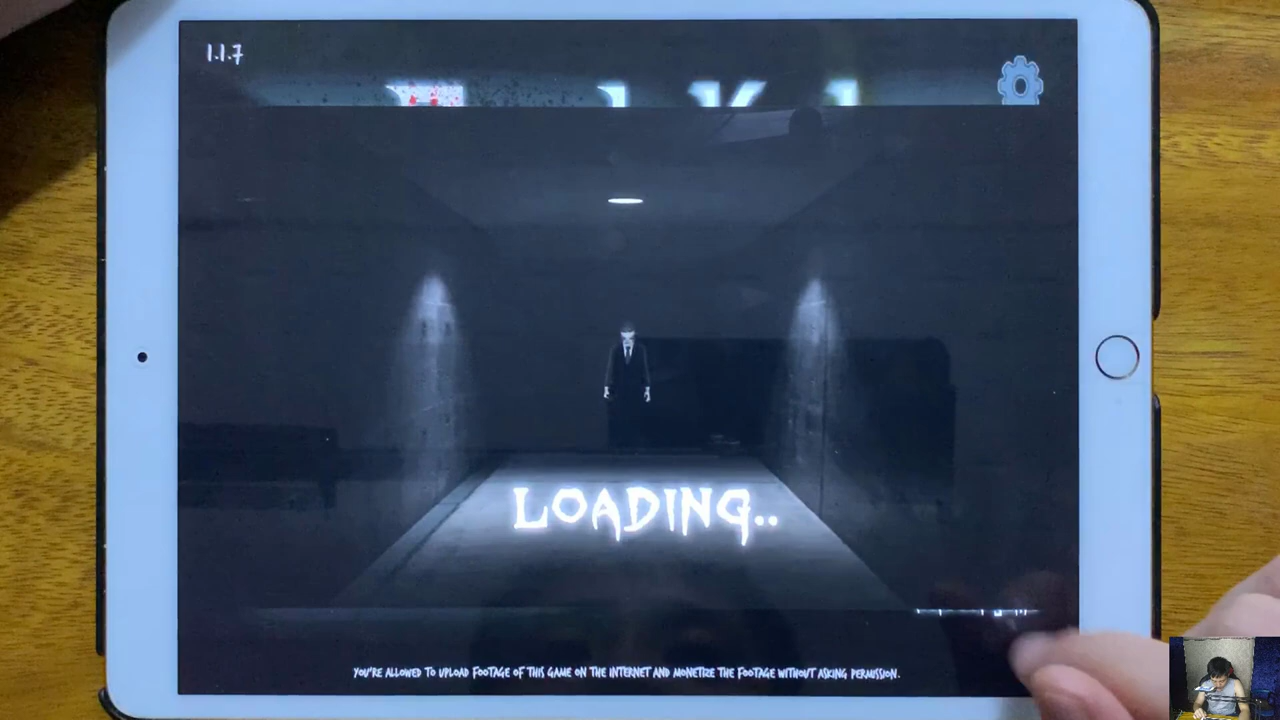 1.1.7
LOADING..
YOU'RE ALLOWED TO UPLOAD FOOTAGE OF THIS GAME ON THE INTERNET AND MONETIZE THE FOOTAGE WITHOUT ASKING PERMISSION.